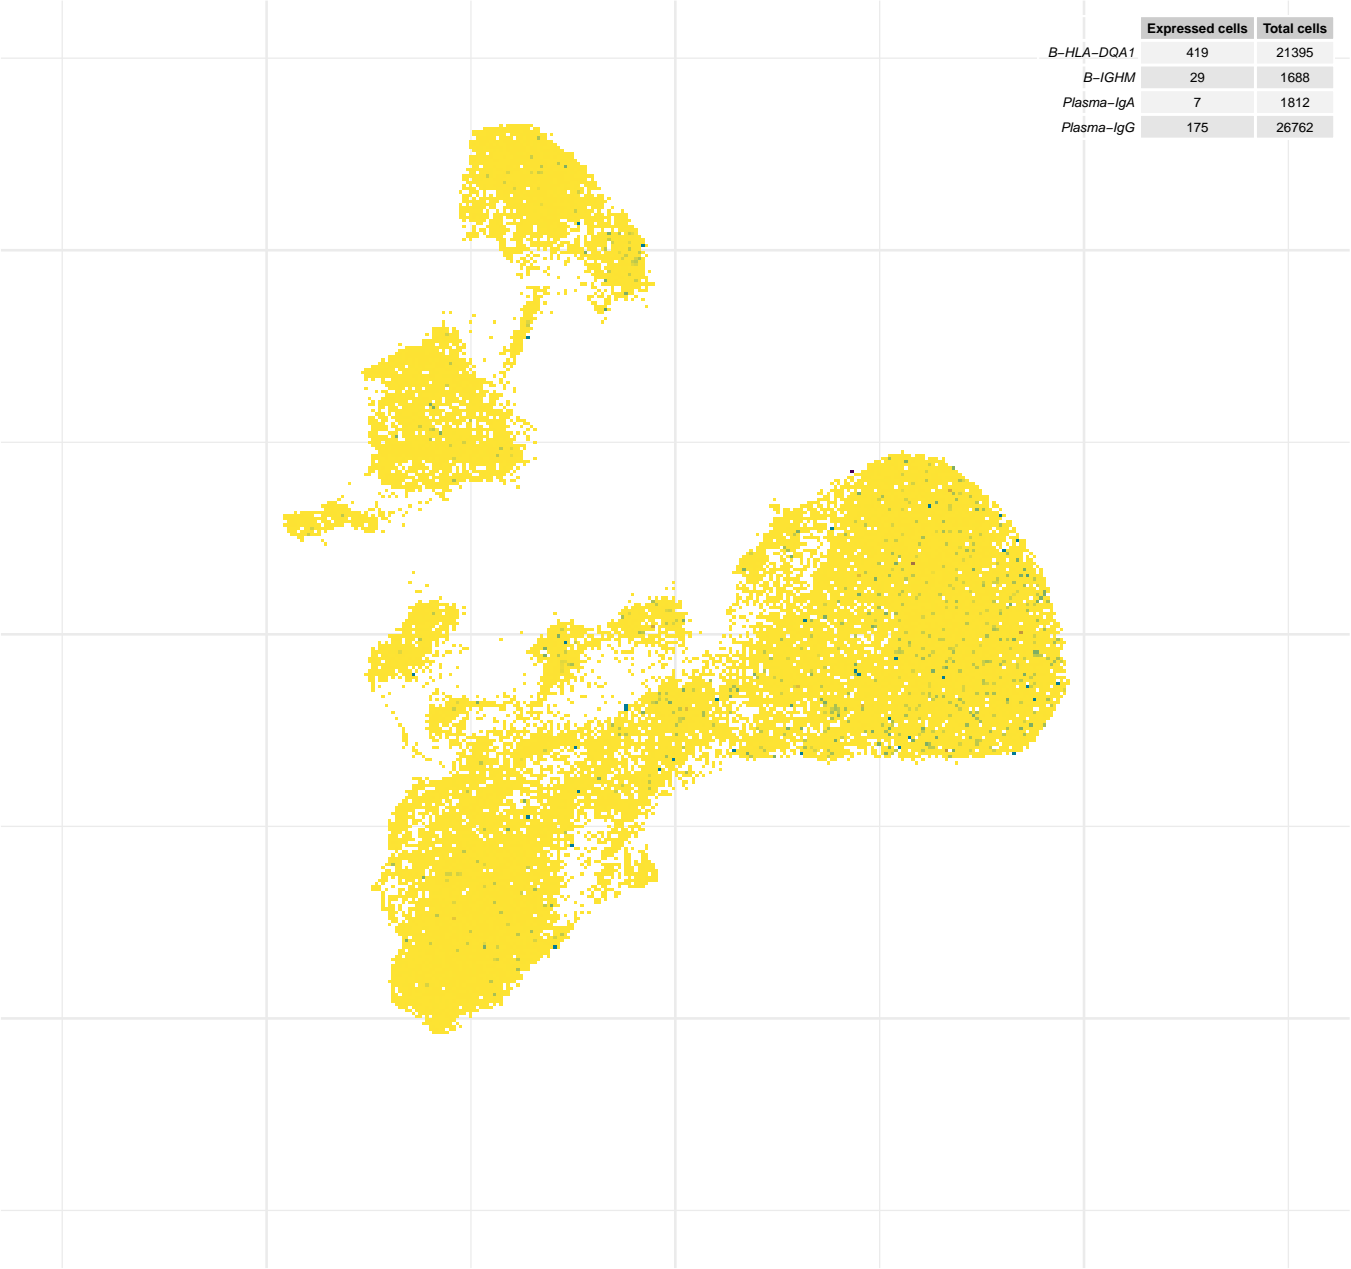 Expressed cells Total cells
B−HLA−DQA1 419 21395
B−IGHM 29 1688
Plasma−IgA 7 1812
Plasma−IgG 175 26762